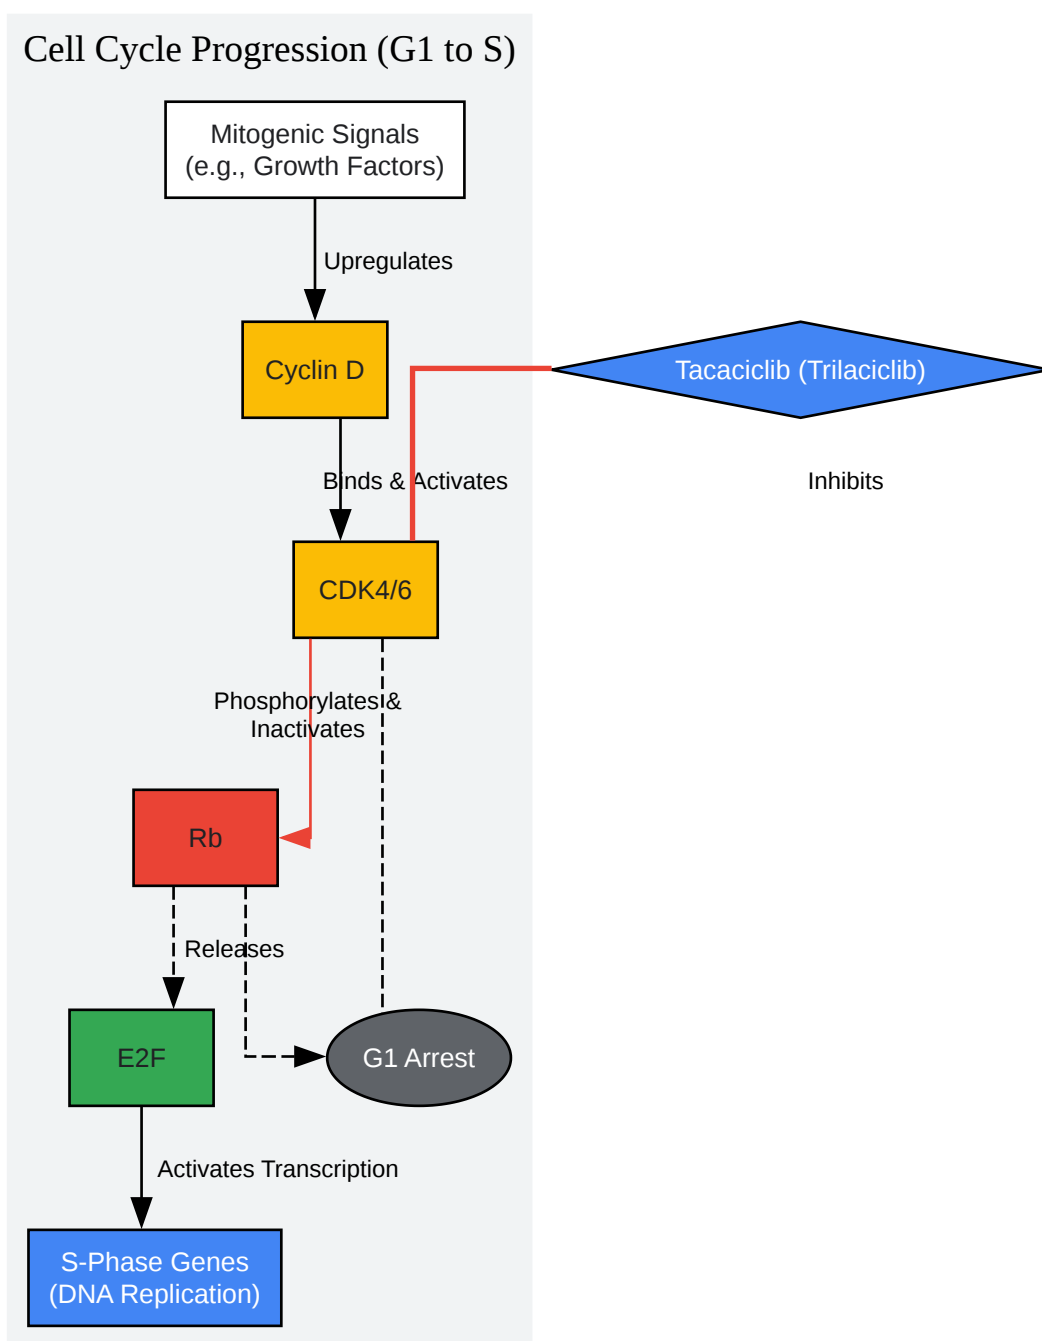 Cell Cycle Progression (G1 to S)
Mitogenic Signals
(e.g., Growth Factors)
Upregulates
Cyclin D
Tacaciclib (Trilaciclib)
Binds & Activates
Inhibits
CDK4/6
Phosphorylates &
Inactivates
Rb
Releases
E2F
G1 Arrest
Activates Transcription
S-Phase Genes
(DNA Replication)